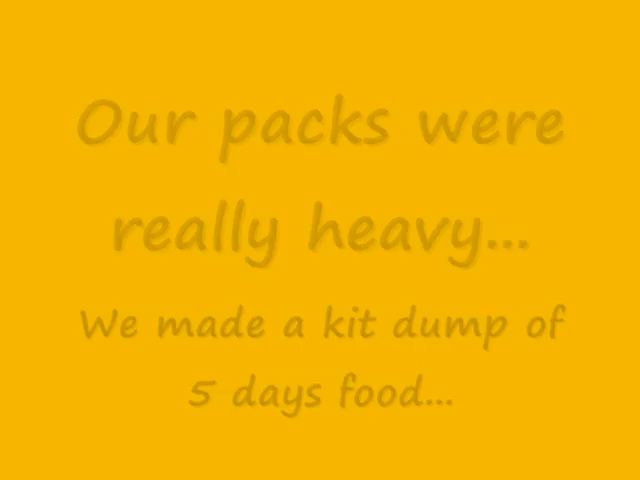 Our packs were
really heavy...
We made a kit dump of
5 days food...